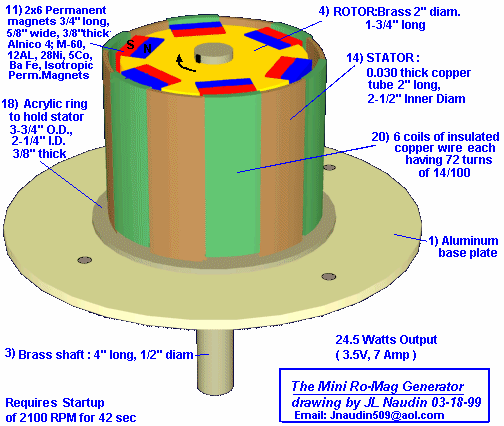 11) 2x6 Permanent
magnets 3/4" long,
5/8" wide, 3/8"thick
Alnico 4; M-60,
12AL, 28Ni, 5Co,
Ba Fe, Isotropic
Perm.Magnets
S N
4) ROTOR:Brass 2" diam.
1-3/4" long
14) STATOR :
0.030 thick copper
tube 2" long,
2-1/2" Inner Diam
18) Acrylic ring
to hold stator
3-3/4" O.D.,
2-1/4" I.D.
3/8" thick
20) 6 coils of insulated
copper wire each
having 72 turns
of 14/100
1) Aluminum
base plate
3) Brass shaft : 4" long, 1/2" diam
24.5 Watts Output
( 3.5V, 7 Amp )
Requires Startup
of 2100 RPM for 42 sec
The Mini Ro-Mag Generator
drawing by JL Naudin 03-18-99
Email: Jnaudin509@aol.com